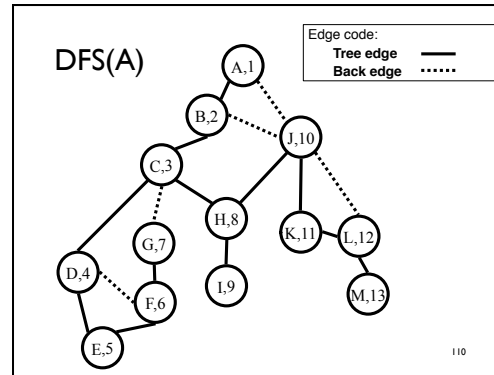 DFS(A)
Edge code:
Tree edge
Back edge
A,1
B,2
J,10
C,3
H,8
G,7
K,11
L,12
D,4
F,6
I,9
M,13
E,5
110